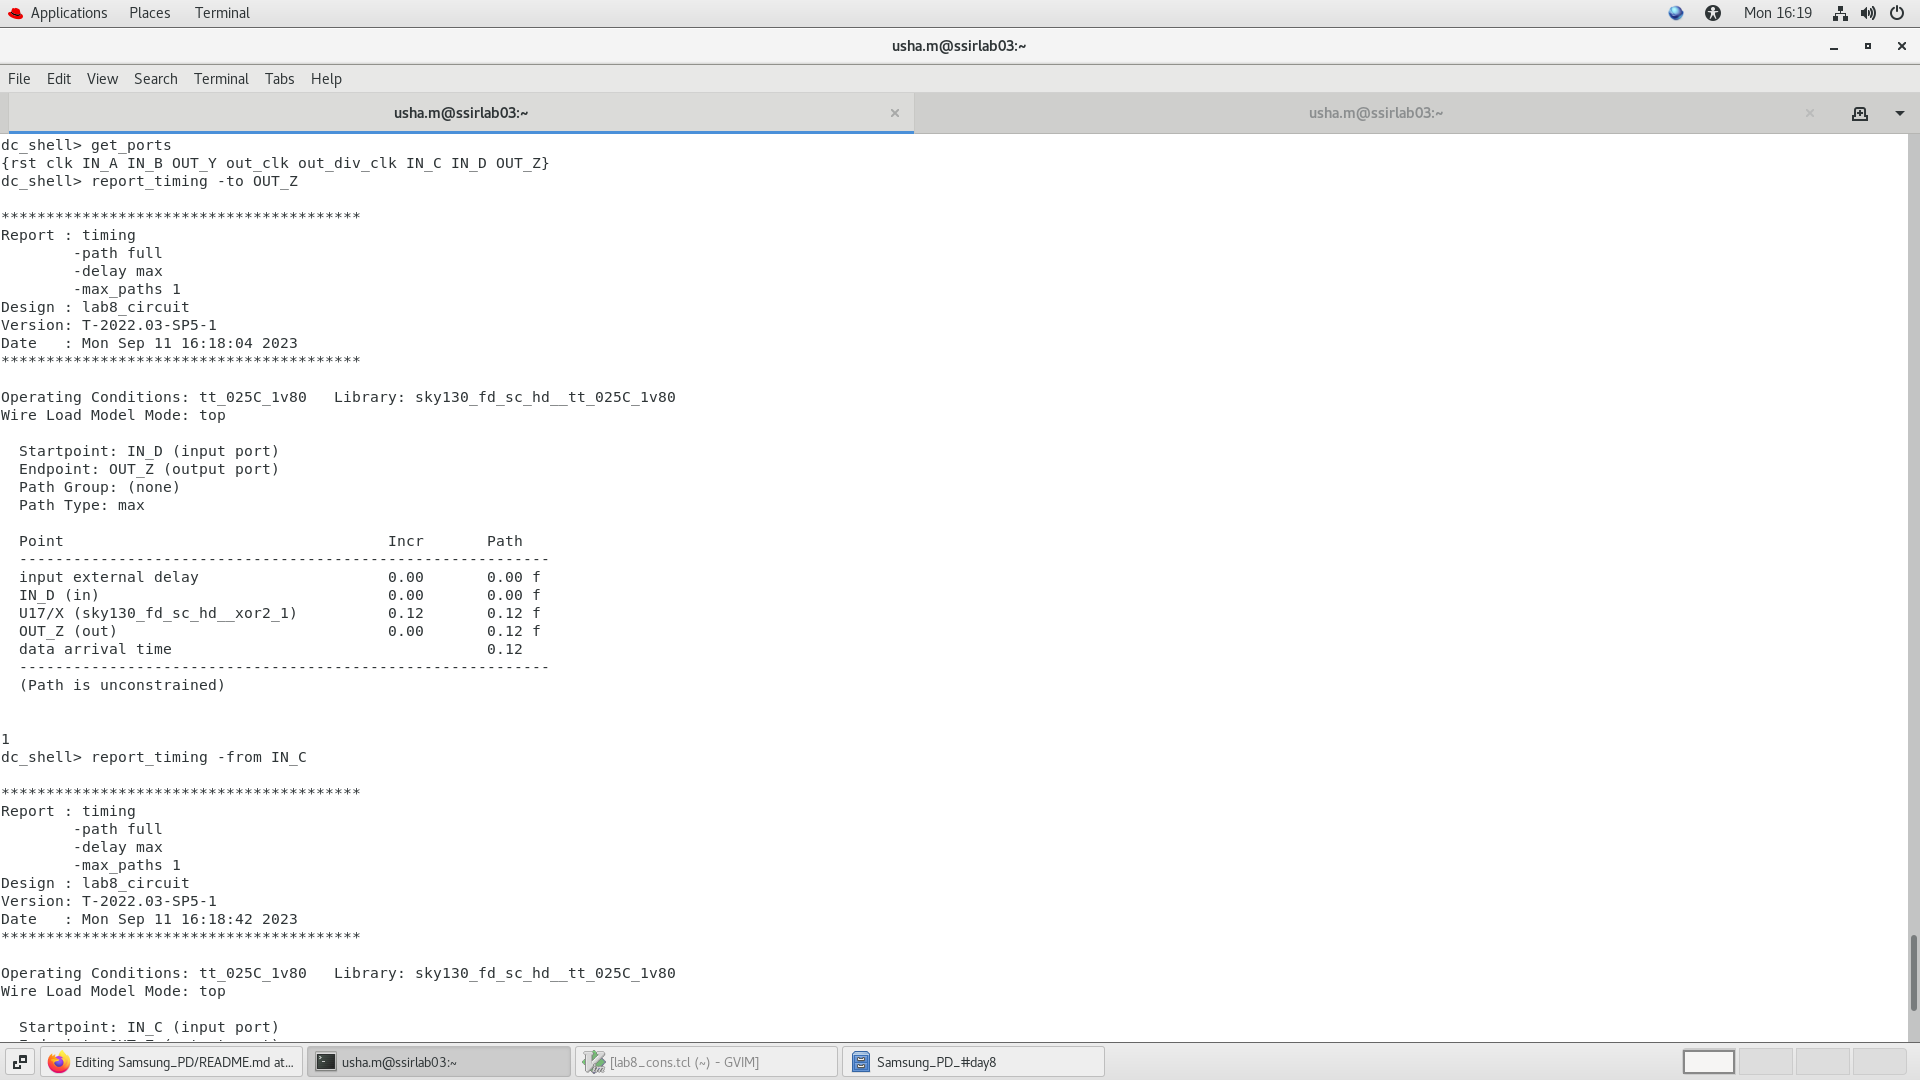 Applications Places Terminal Mon 16:19
usha.m@ssirlab03:~
File Edit View Search Terminal Tabs Help
usha.m@ssirlab03:~ × usha.m@ssirlab03:~ ×
dc_shell> get_ports
{rst clk IN_A IN_B OUT_Y out_clk out_div_clk IN_C IN_D OUT_Z}
dc_shell> report_timing -to OUT_Z
****************************************
Report : timing
        -path full
        -delay max
        -max_paths 1
Design : lab8_circuit
Version: T-2022.03-SP5-1
Date   : Mon Sep 11 16:18:04 2023
****************************************
Operating Conditions: tt_025C_1v80   Library: sky130_fd_sc_hd__tt_025C_1v80
Wire Load Model Mode: top
  Startpoint: IN_D (input port)
  Endpoint: OUT_Z (output port)
  Path Group: (none)
  Path Type: max
  Point                                    Incr       Path
  -----------------------------------------------------------
  input external delay                     0.00       0.00 f
  IN_D (in)                                0.00       0.00 f
  U17/X (sky130_fd_sc_hd__xor2_1)          0.12       0.12 f
  OUT_Z (out)                              0.00       0.12 f
  data arrival time                                   0.12
  -----------------------------------------------------------
  (Path is unconstrained)
1
dc_shell> report_timing -from IN_C
****************************************
Report : timing
        -path full
        -delay max
        -max_paths 1
Design : lab8_circuit
Version: T-2022.03-SP5-1
Date   : Mon Sep 11 16:18:42 2023
****************************************
Operating Conditions: tt_025C_1v80   Library: sky130_fd_sc_hd__tt_025C_1v80
Wire Load Model Mode: top
  Startpoint: IN_C (input port)
Editing Samsung_PD/README.md at... usha.m@ssirlab03:~ [lab8_cons.tcl (~) - GVIM] Samsung_PD_#day8